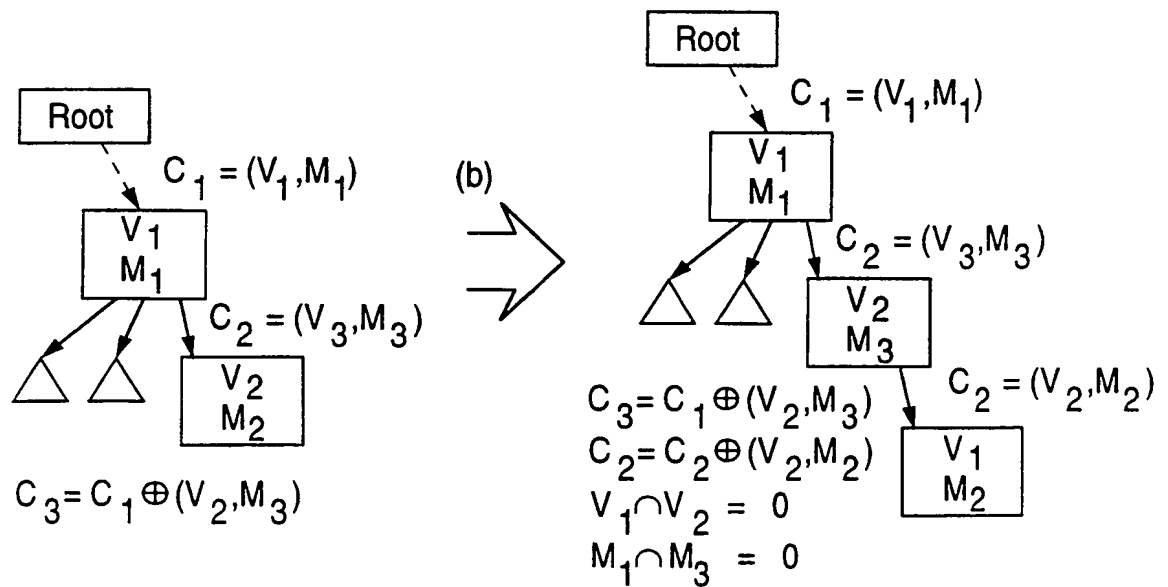 Root
C₁ = (V₁,M₁)
V₁
M₁
C₂ = (V₃,M₃)
V₂
M₂
C₃= C₁⊕(V₂,M₃)
(b)
Root
C₁ = (V₁,M₁)
V₁
M₁
C₂ = (V₃,M₃)
V₂
M₃
C₂ = (V₂,M₂)
V₁
M₂
C₃= C₁⊕(V₂,M₃)
C₂= C₂⊕(V₂,M₂)
V₁∩V₂ = 0
M₁∩M₃ = 0